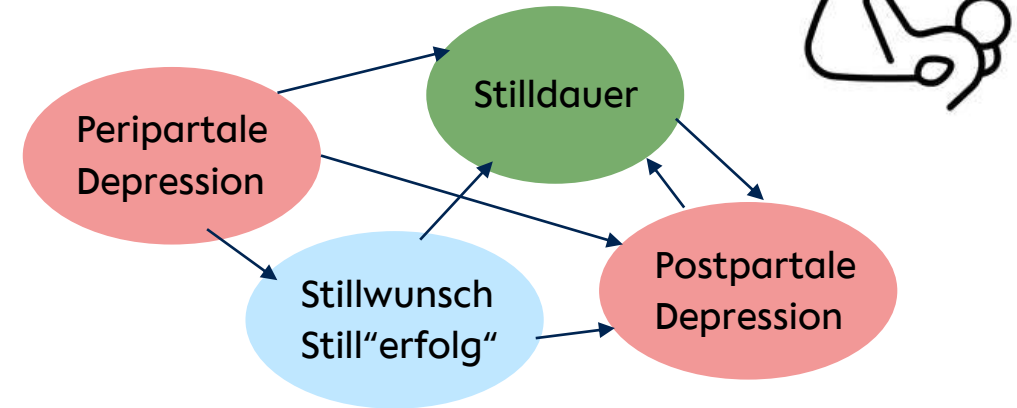 Stilldauer
Peripartale
Depression
Stillwunsch
Still“erfolg“
Postpartale
Depression